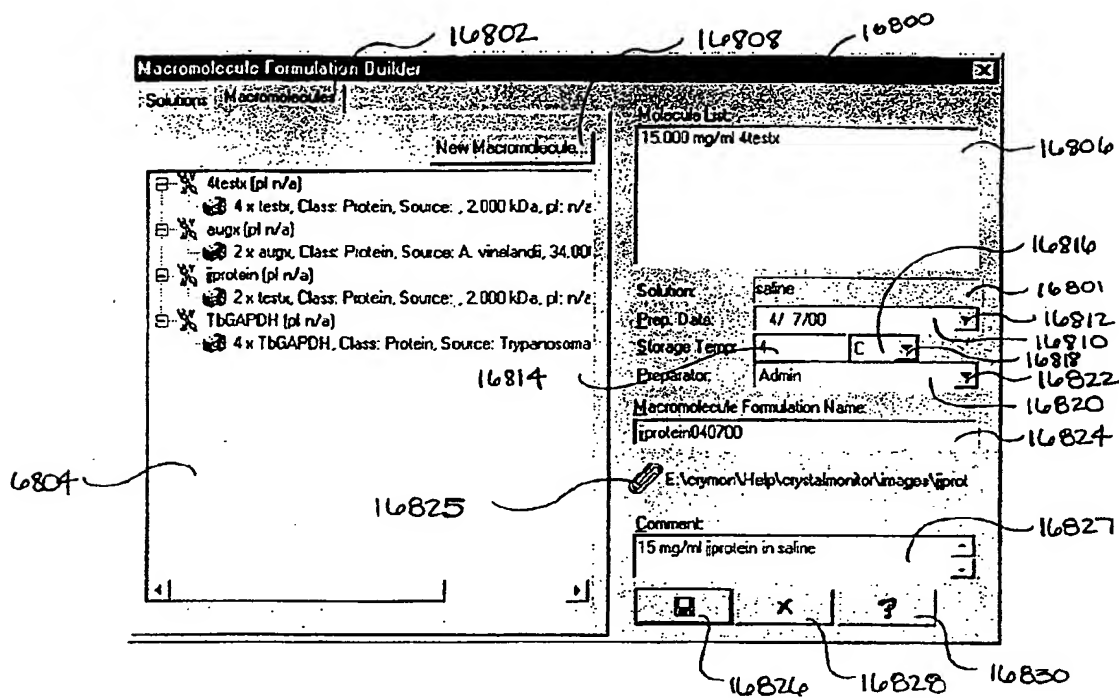 16802
16808
16800
Macromolecule Formulation Builder
Solutions
Macromolecules
New Macromolecule...
4testx (pI n/a)
4 x testx, Class: Protein, Source: , 2.000 kDa, pI: n/a
augx (pI n/a)
2 x augx, Class: Protein, Source: A. vinelandii, 34.00
jjprotein (pI n/a)
2 x testx, Class: Protein, Source: , 2.000 kDa, pI: n/a
TbGAPDH (pI n/a)
4 x TbGAPDH, Class: Protein, Source: Trypanosoma
6804
Molecule List:
15.000 mg/ml 4testx
16806
16816
Solution:
saline
16801
Prep. Date:
4/ 7/00
16812
16810
Storage Temp:
4
C
16818
16814
Preparator:
Admin
16822
16820
Macromolecule Formulation Name:
jjprotein040700
16824
16825
E:\crymon\Help\crystalmonitor\images\jjprot
Comment:
15 mg/ml jjprotein in saline
16827
x
?
16826
16828
16830